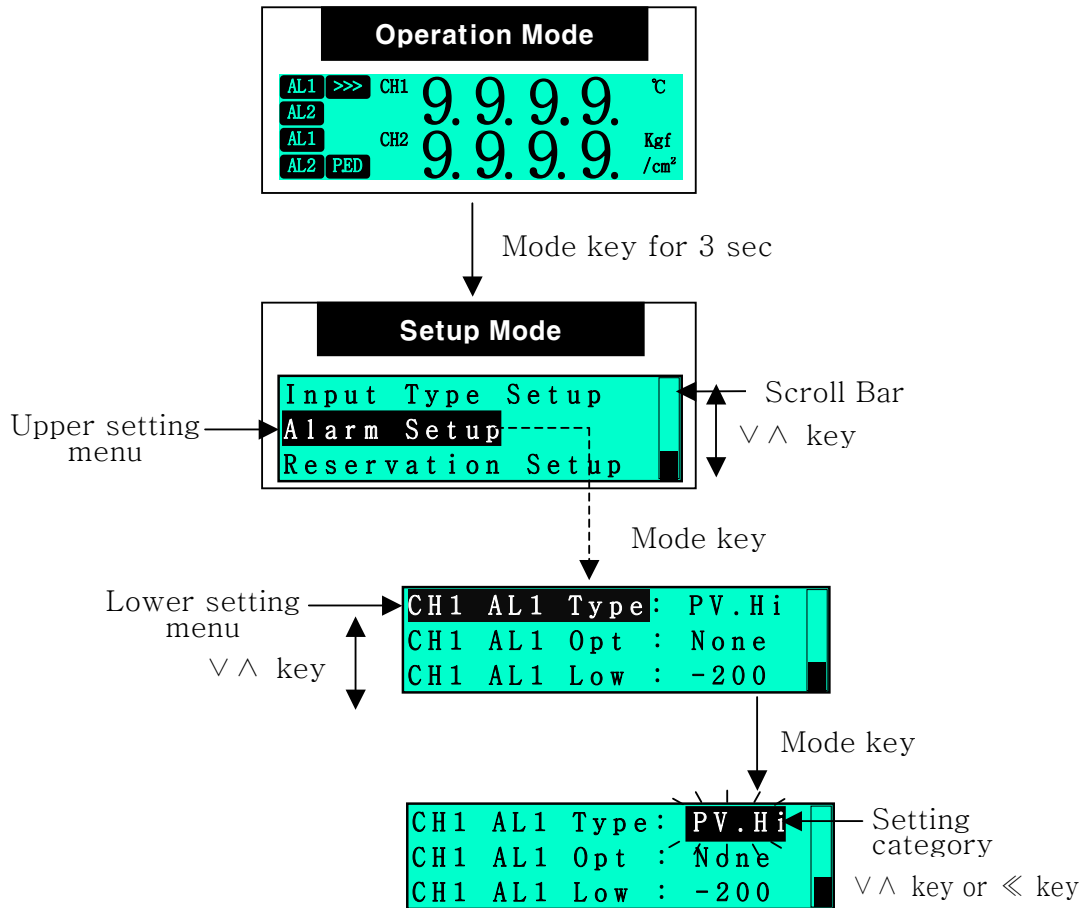 Operation Mode
AL1 >>> CH1 9.9.9.9. ℃
AL2
AL1 CH2 9.9.9.9. Kgf
AL2 PED /cm²
Mode key for 3 sec
Setup Mode
Input Type Setup
Scroll Bar
Upper setting
menu
Alarm Setup
∨∧ key
Reservation Setup
Mode key
Lower setting
menu
∨∧ key
CH1 AL1 Type: PV.Hi
CH1 AL1 Opt : None
CH1 AL1 Low : -200
Mode key
CH1 AL1 Type: PV.Hi
CH1 AL1 Opt : None
CH1 AL1 Low : -200
Setting
category
∨∧ key or ≪ key